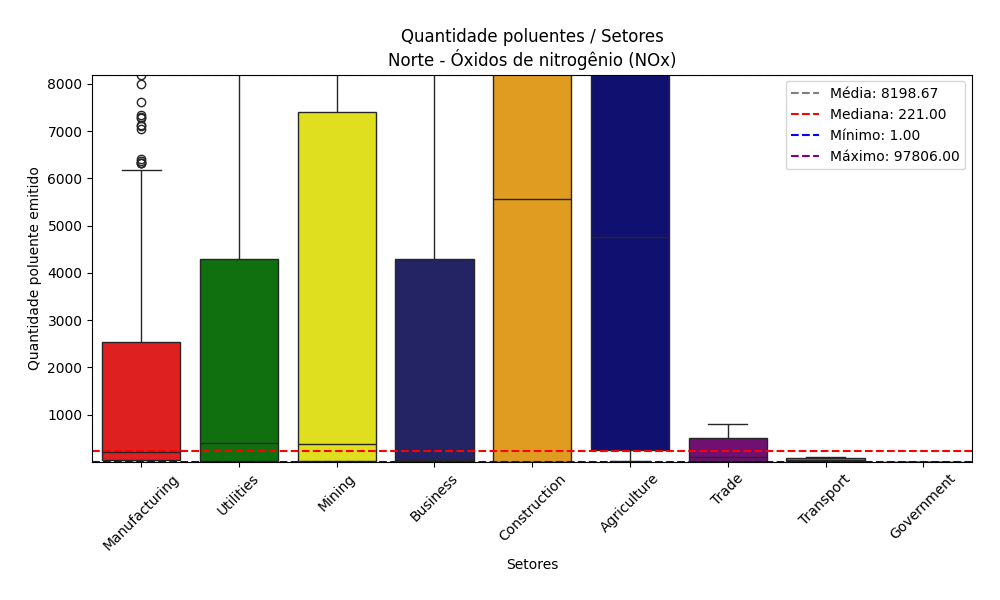 Quantidade poluentes / Setores
Norte - Óxidos de nitrogênio (NOx)
Quantidade poluente emitido
8000
7000
6000
5000
4000
3000
2000
1000
Média: 8198.67
Mediana: 221.00
Mínimo: 1.00
Máximo: 97806.00
Manufacturing
Utilities
Mining
Business
Construction
Agriculture
Trade
Transport
Government
Setores